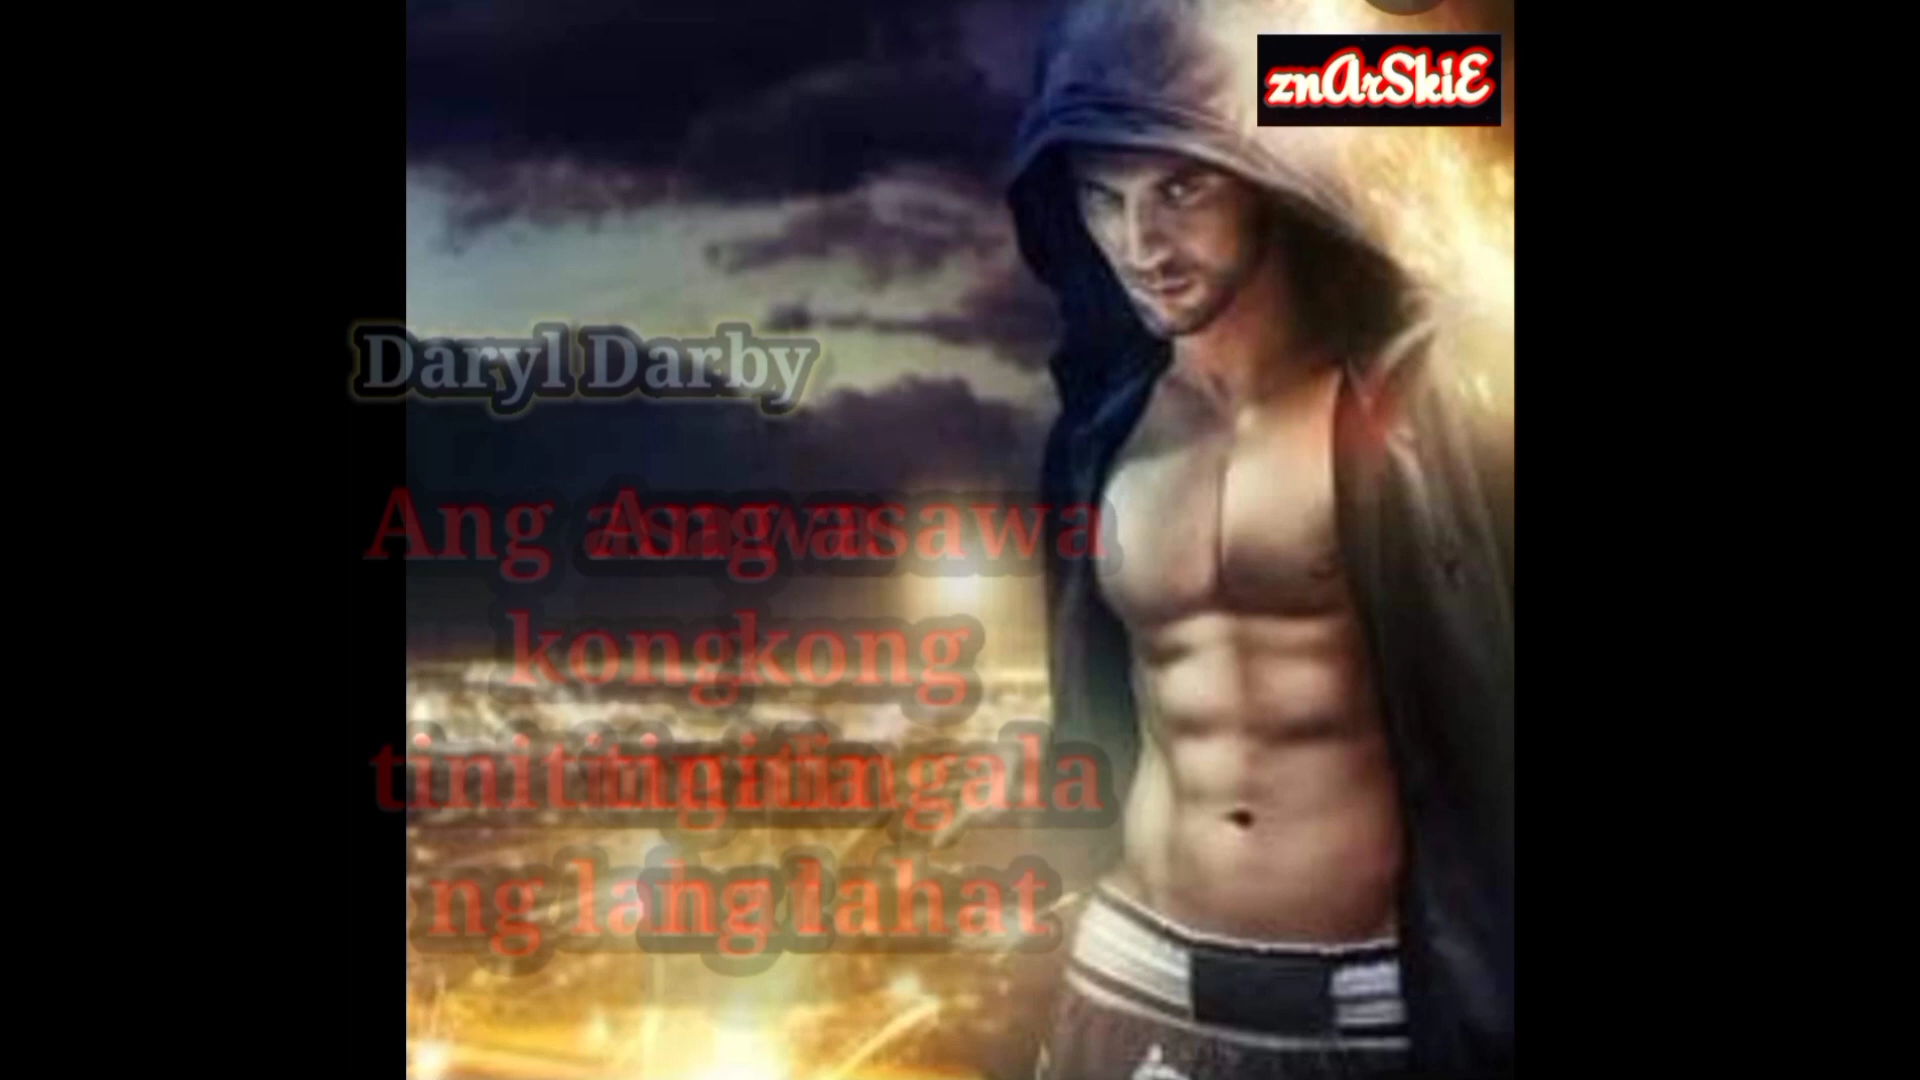 znArSkiE
Daryl Darby
Ang asawa
kong
tinitingala
ng lahat